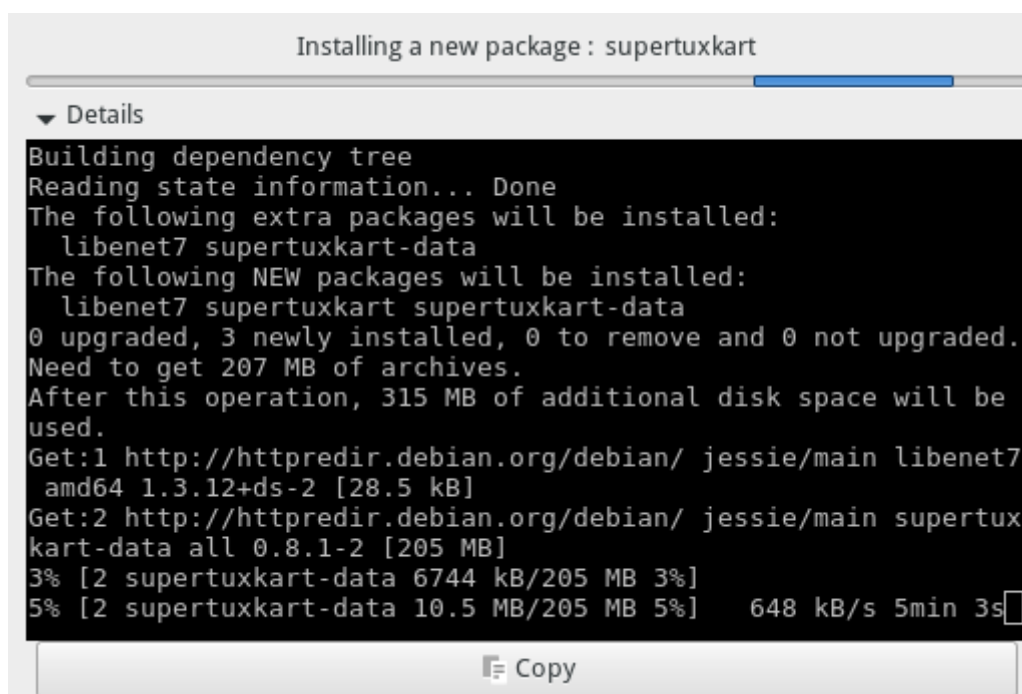 Installing a new package : supertuxkart
Details
Building dependency tree
Reading state information... Done
The following extra packages will be installed:
  libenet7 supertuxkart-data
The following NEW packages will be installed:
  libenet7 supertuxkart supertuxkart-data
0 upgraded, 3 newly installed, 0 to remove and 0 not upgraded.
Need to get 207 MB of archives.
After this operation, 315 MB of additional disk space will be
used.
Get:1 http://httpredir.debian.org/debian/ jessie/main libenet7
 amd64 1.3.12+ds-2 [28.5 kB]
Get:2 http://httpredir.debian.org/debian/ jessie/main supertux
kart-data all 0.8.1-2 [205 MB]
3% [2 supertuxkart-data 6744 kB/205 MB 3%]
5% [2 supertuxkart-data 10.5 MB/205 MB 5%]   648 kB/s 5min 3s
Copy